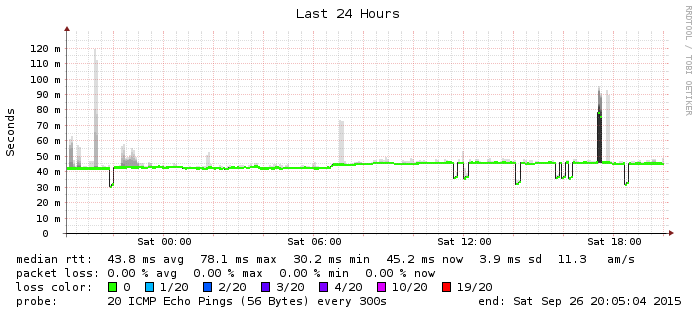 Last 24 Hours
RRDTOOL / TOBI OETIKER
Seconds
120 m
110 m
100 m
90 m
80 m
70 m
60 m
50 m
40 m
30 m
20 m
10 m
0
Sat 00:00 Sat 06:00 Sat 12:00 Sat 18:00
median rtt: 43.8 ms avg 78.1 ms max 30.2 ms min 45.2 ms now 3.9 ms sd 11.3 am/s
packet loss: 0.00 % avg 0.00 % max 0.00 % min 0.00 % now
loss color: 0 1/20 2/20 3/20 4/20 10/20 19/20
probe: 20 ICMP Echo Pings (56 Bytes) every 300s end: Sat Sep 26 20:05:04 2015